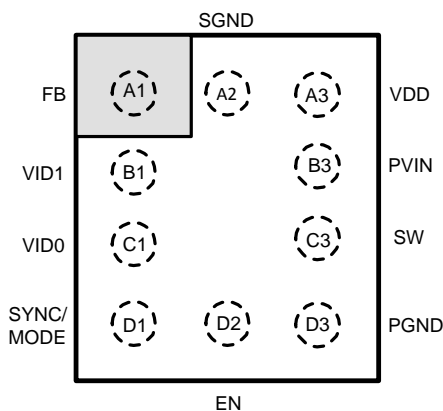 SGND
FB A1 A2 A3 VDD
VID1 B1 B3 PVIN
VID0 C1 C3 SW
SYNC/
MODE D1 D2 D3 PGND
EN